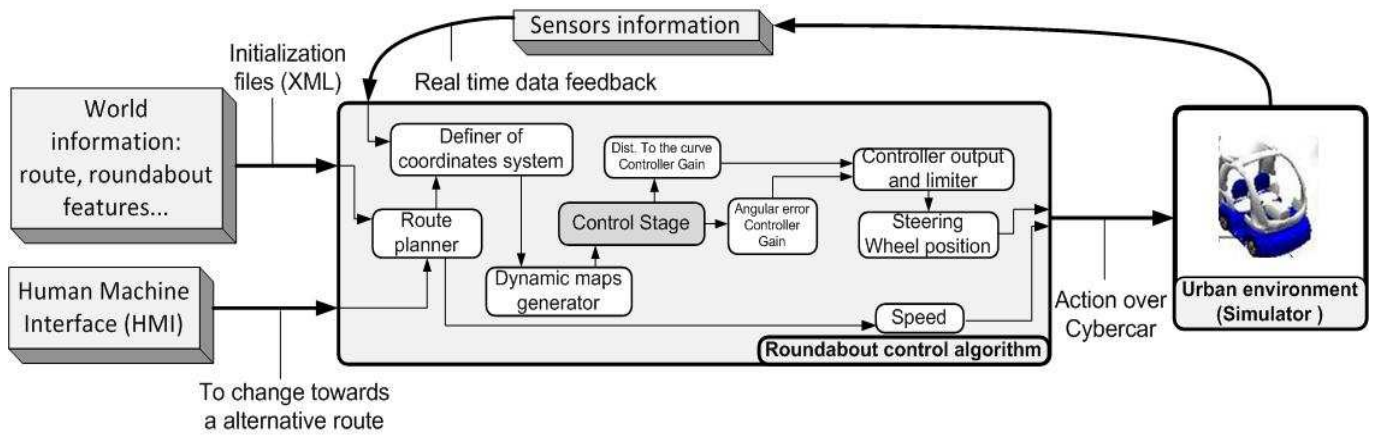 Sensors information
Initialization
files (XML)
Real time data feedback
World
information:
route, roundabout
features...
Definer of
coordinates system
Dist. To the curve
Controller Gain
Controller output
and limiter
Route
planner
Control Stage
Angular error
Controller
Gain
Steering
Wheel position
Dynamic maps
generator
Human Machine
Interface (HMI)
Speed
Roundabout control algorithm
Action over
Cybercar
Urban environment
(Simulator )
To change towards
a alternative route